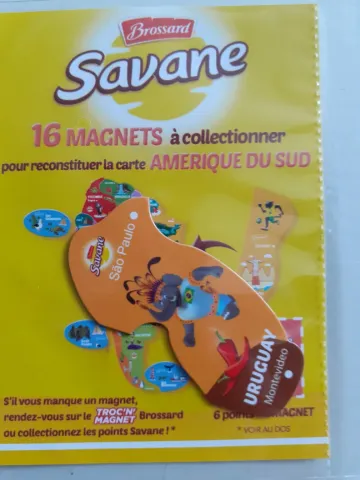 Brossard
Savane
16 MAGNETS à collectionner
pour reconstituer la carte AMERIQUE DU SUD
Savane
São Paulo
URUGUAY
Montevideo
S'il vous manque un magnet,
rendez-vous sur le TROC'N' MAGNET Brossard
ou collectionnez les points Savane ! *
6 points MAGNET
* VOIR AU DOS